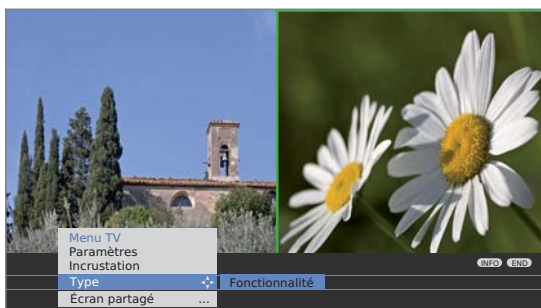 Menu TV
Paramètres
Incrustation
Type Fonctionnalité
Écran partagé ...
INFO END